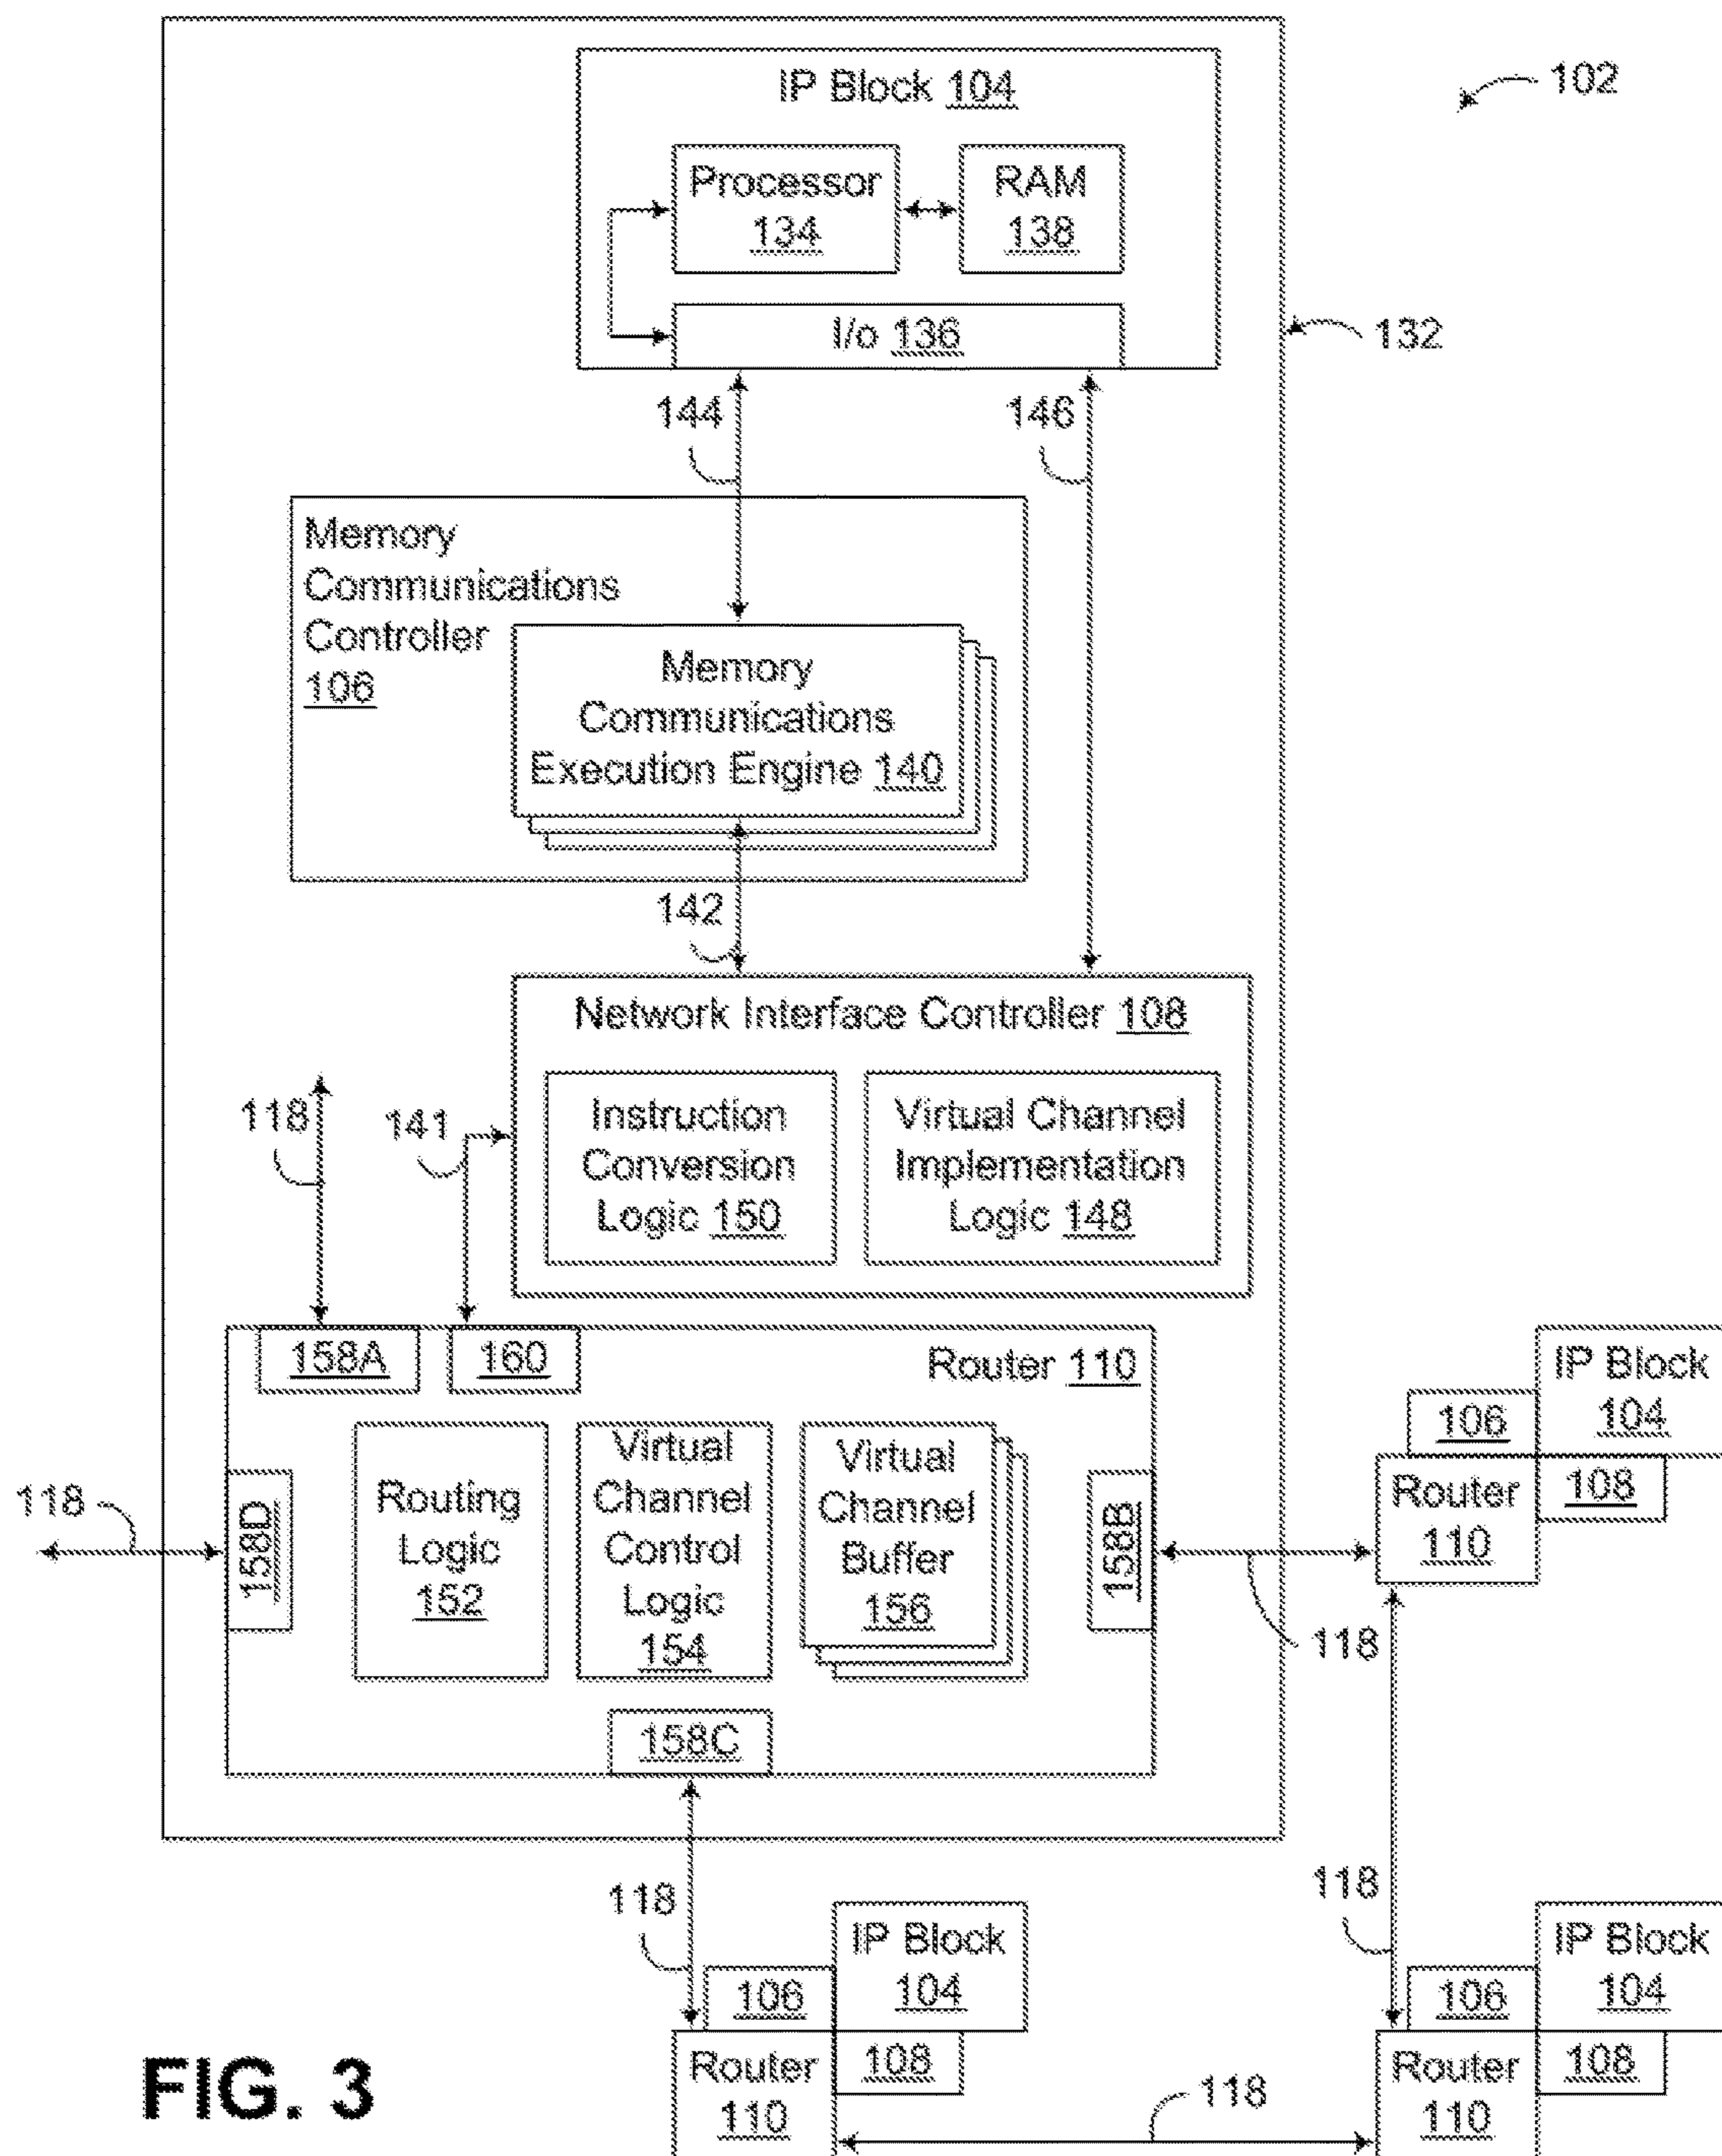 102
IP Block 104
Processor
134
RAM
138
I/o 136
132
144
146
Memory
Communications
Controller
106
Memory
Communications
Execution Engine 140
142
Network Interface Controller 108
118
141
Instruction
Conversion
Logic 150
Virtual Channel
Implementation
Logic 148
158A
160
Router 110
118
158D
Routing
Logic
152
Virtual
Channel
Control
Logic
154
Virtual
Channel
Buffer
156
158B
158C
118
IP Block
104
106
108
Router
110
118
118
IP Block
104
106
108
Router
110
118
IP Block
104
106
108
Router
110
FIG. 3